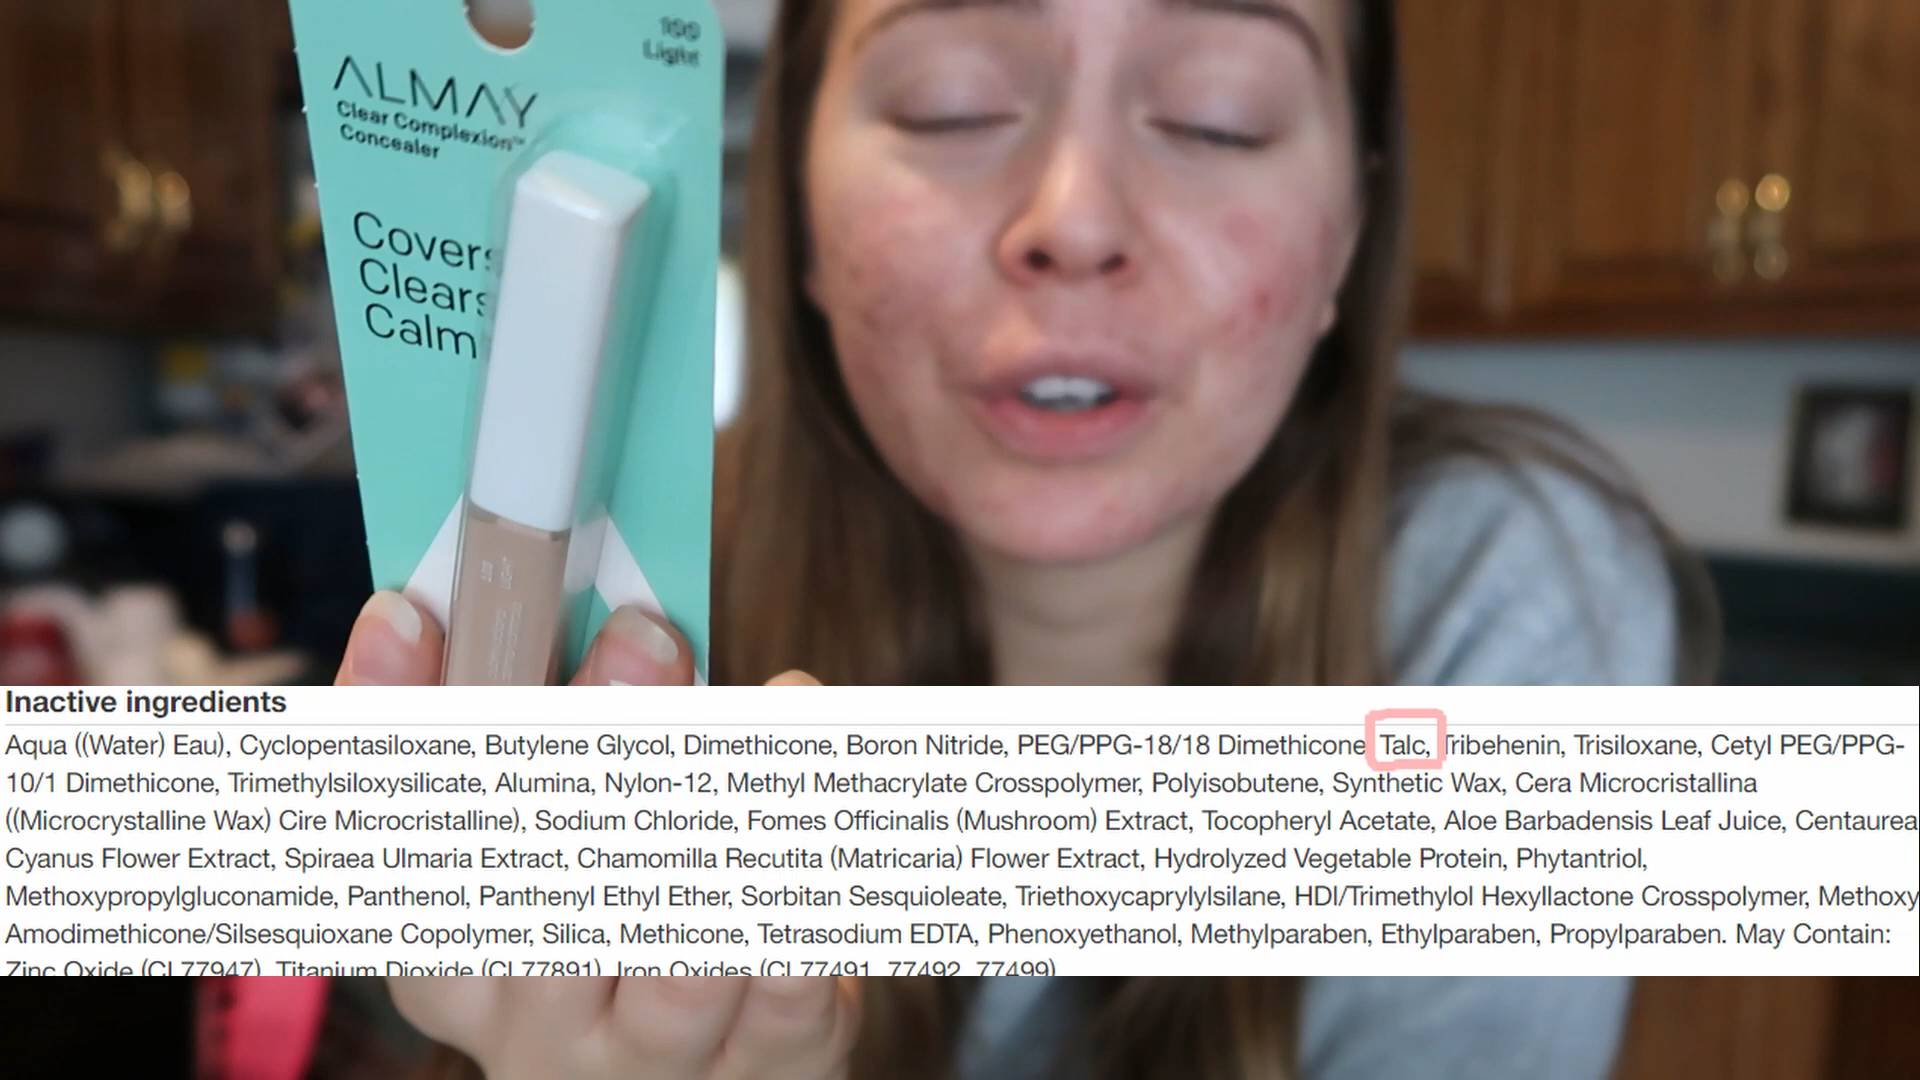 100
Light
ALMAY
Clear Complexion™
Concealer
Covers
Clears
Calm
LIGHT
Inactive ingredients
Aqua ((Water) Eau), Cyclopentasiloxane, Butylene Glycol, Dimethicone, Boron Nitride, PEG/PPG-18/18 Dimethicone, Talc, Tribehenin, Trisiloxane, Cetyl PEG/PPG-
10/1 Dimethicone, Trimethylsiloxysilicate, Alumina, Nylon-12, Methyl Methacrylate Crosspolymer, Polyisobutene, Synthetic Wax, Cera Microcristallina
((Microcrystalline Wax) Cire Microcristalline), Sodium Chloride, Fomes Officinalis (Mushroom) Extract, Tocopheryl Acetate, Aloe Barbadensis Leaf Juice, Centaurea
Cyanus Flower Extract, Spiraea Ulmaria Extract, Chamomilla Recutita (Matricaria) Flower Extract, Hydrolyzed Vegetable Protein, Phytantriol,
Methoxypropylgluconamide, Panthenol, Panthenyl Ethyl Ether, Sorbitan Sesquioleate, Triethoxycaprylylsilane, HDI/Trimethylol Hexyllactone Crosspolymer, Methoxy
Amodimethicone/Silsesquioxane Copolymer, Silica, Methicone, Tetrasodium EDTA, Phenoxyethanol, Methylparaben, Ethylparaben, Propylparaben. May Contain:
Zinc Oxide (CI 77947), Titanium Dioxide (CI 77891), Iron Oxides (CI 77491, 77492, 77499)